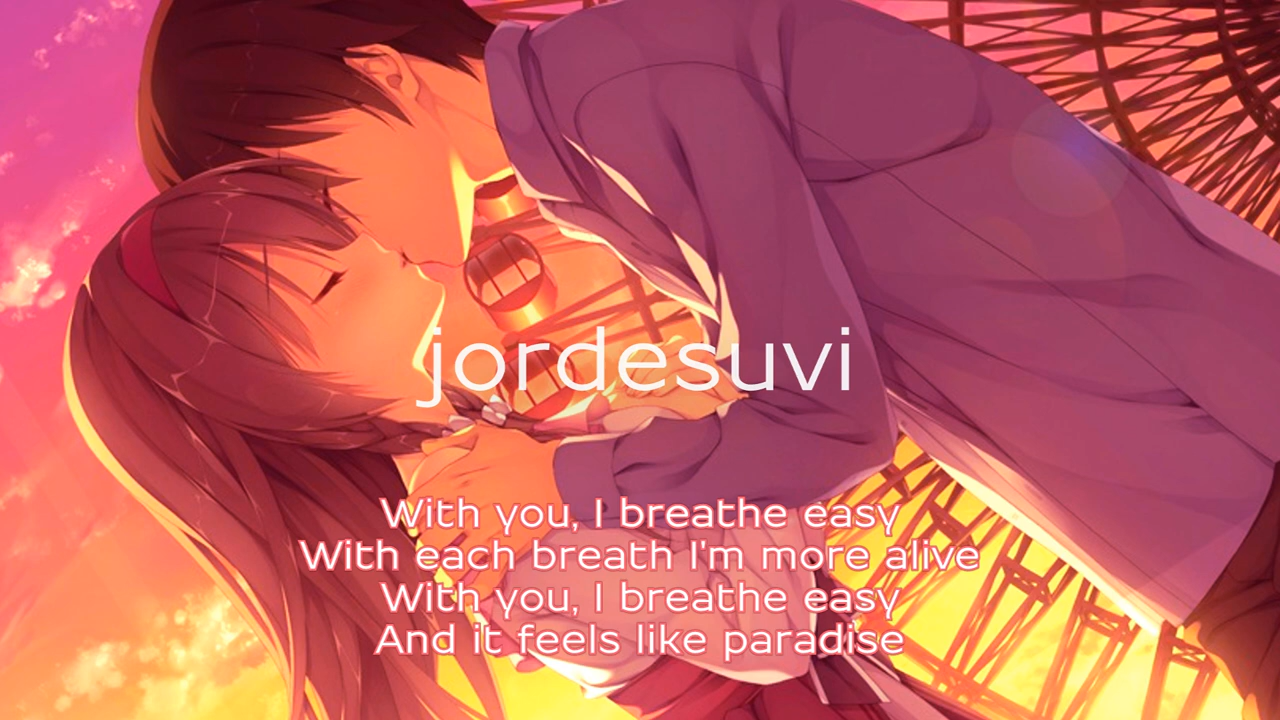 jordesuvi
With you, I breathe easy
With each breath I'm more alive
With you, I breathe easy
And it feels like paradise